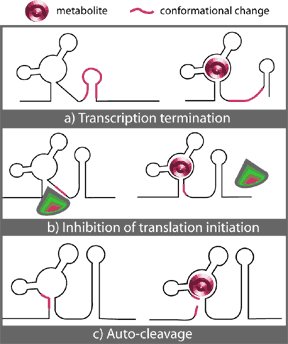 metabolite
conformational change
a) Transcription termination
b) Inhibition of translation initiation
c) Auto-cleavage